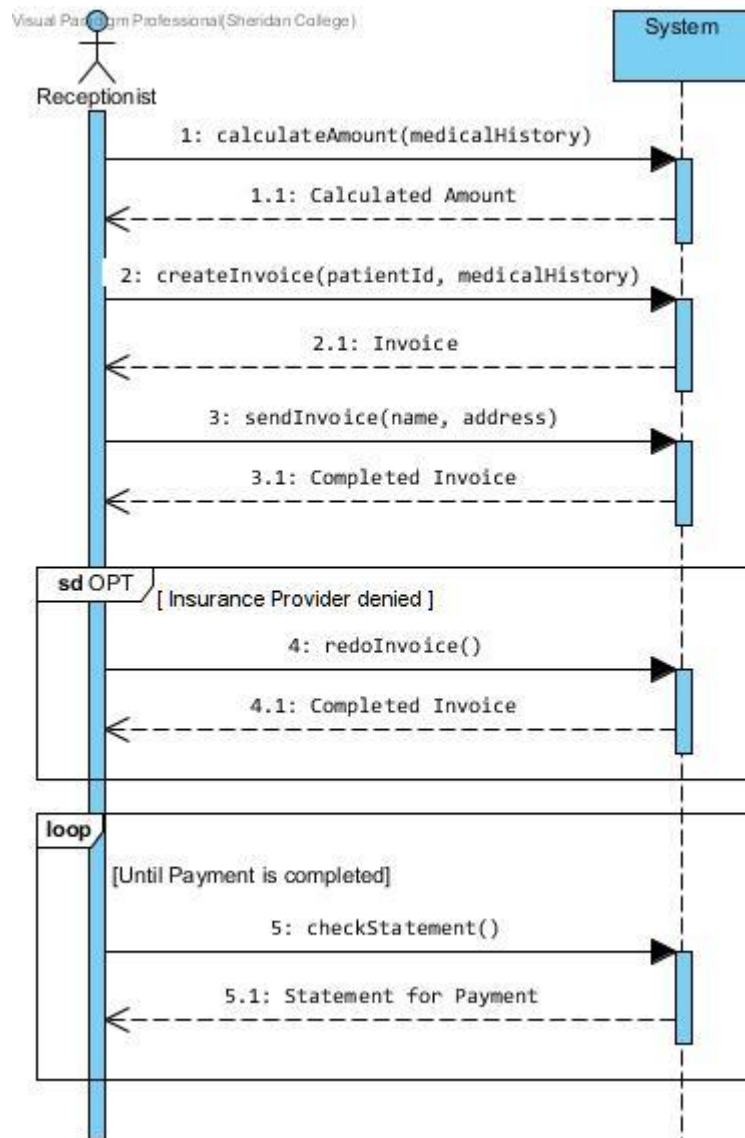 Visual Paradigm Professional(Sheridan College)
System
Receptionist
1: calculateAmount(medicalHistory)
1.1: Calculated Amount
2: createInvoice(patientId, medicalHistory)
2.1: Invoice
3: sendInvoice(name, address)
3.1: Completed Invoice
sd OPT
[ Insurance Provider denied ]
4: redoInvoice()
4.1: Completed Invoice
loop
[Until Payment is completed]
5: checkStatement()
5.1: Statement for Payment